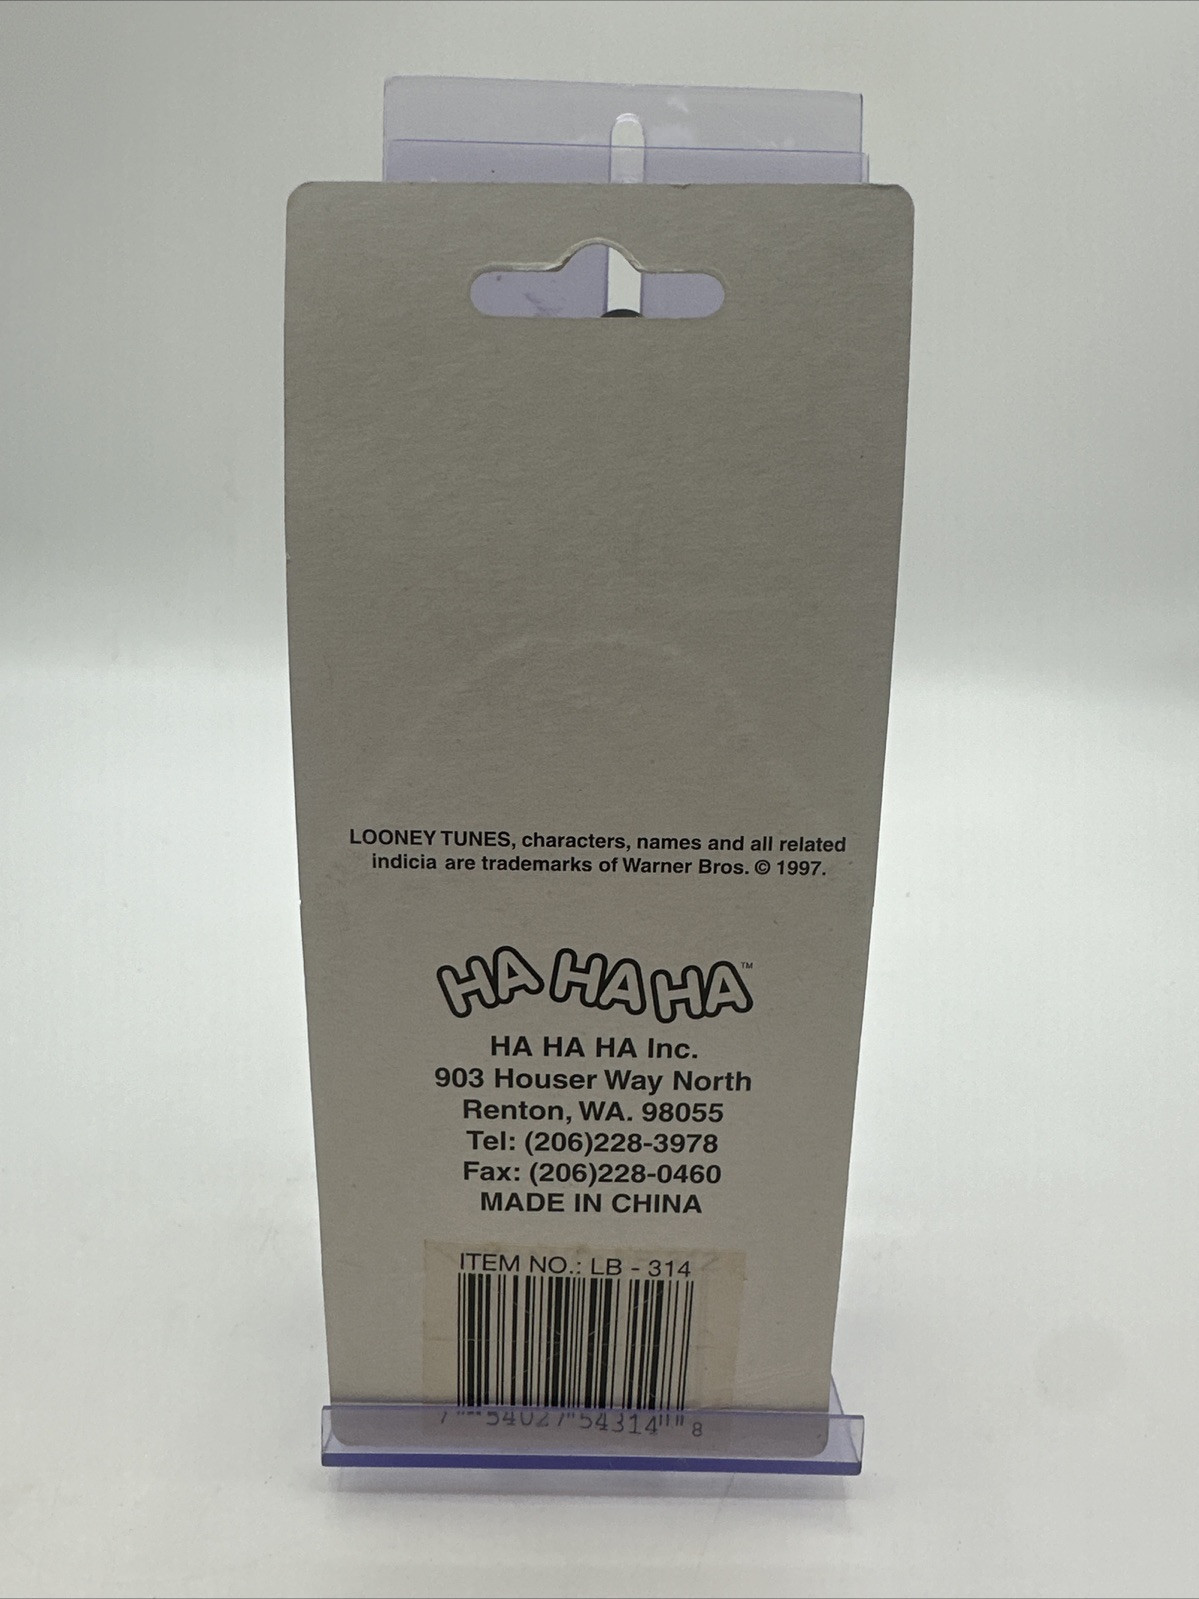 LOONEY TUNES, characters, names and all related
indicia are trademarks of Warner Bros. © 1997.
HA HA HA™
HA HA HA Inc.
903 Houser Way North
Renton, WA. 98055
Tel: (206)228-3978
Fax: (206)228-0460
MADE IN CHINA
ITEM NO.: LB - 314
7 54027 54314 8